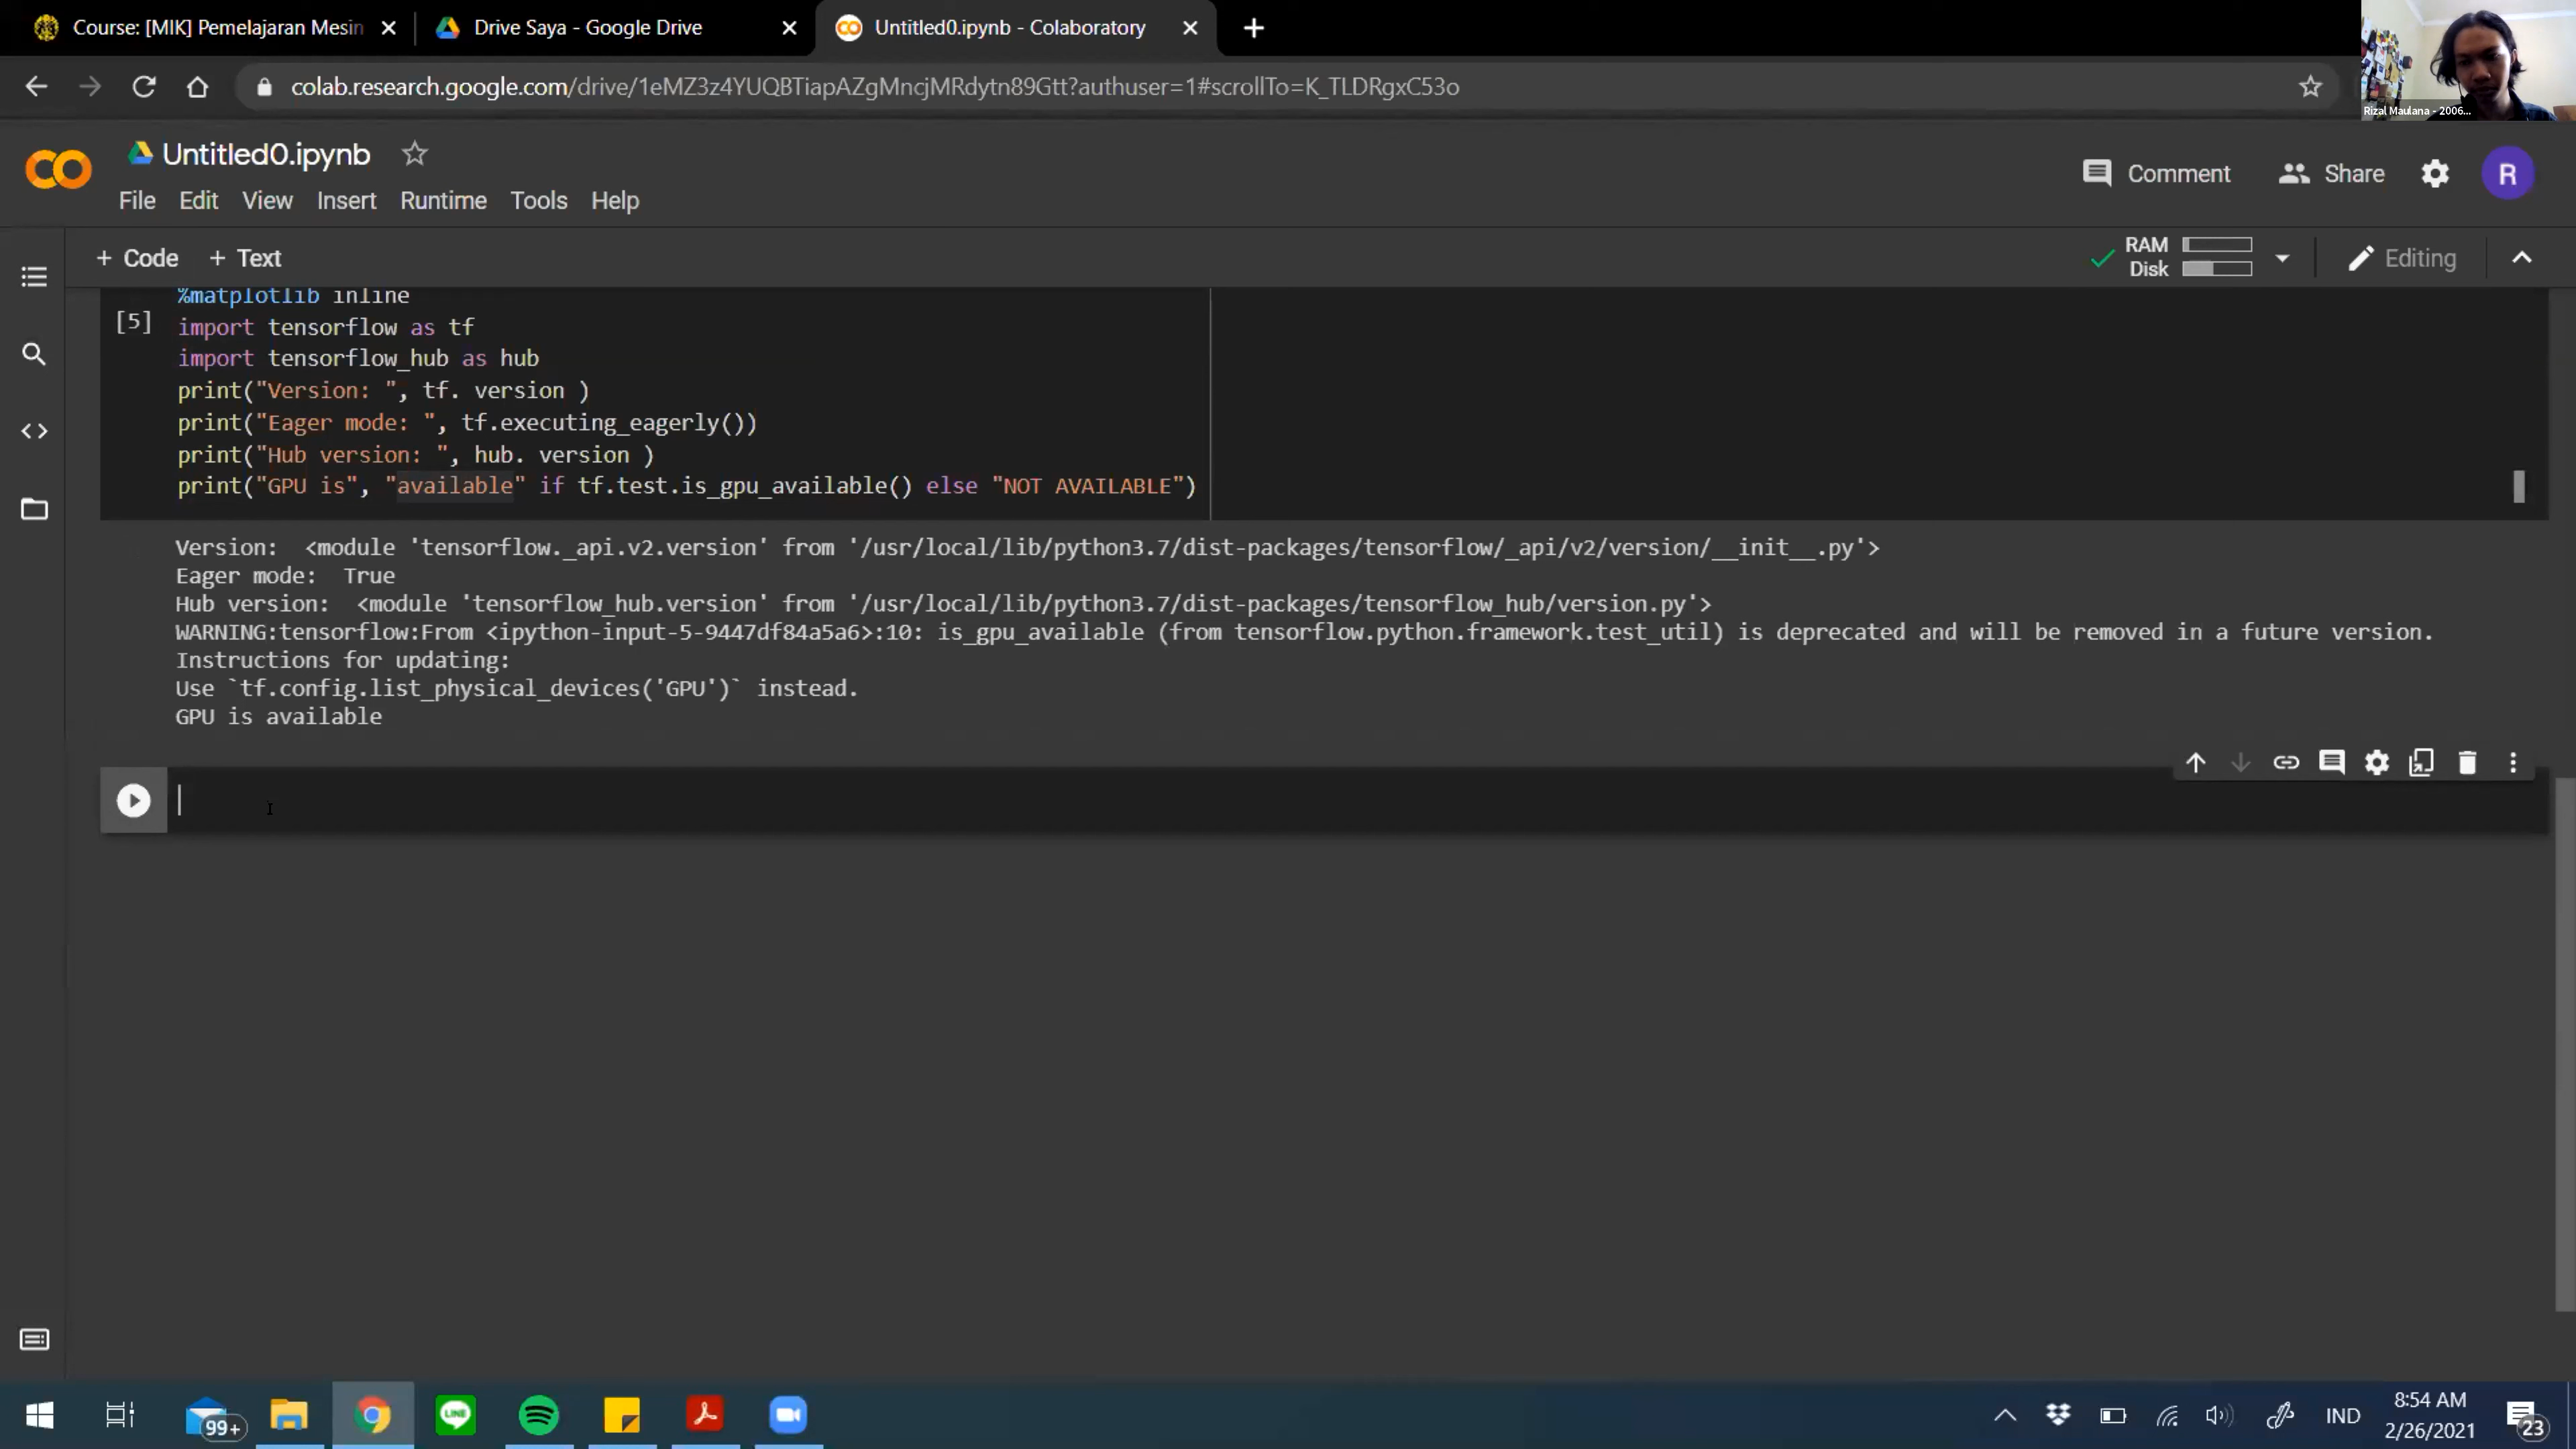 Course: [MIK] Pemelajaran Mesin
Drive Saya - Google Drive
Untitled0.ipynb - Colaboratory
colab.research.google.com/drive/1eMZ3z4YUQBTiapAZgMncjMRdytn89Gtt?authuser=1#scrollTo=K_TLDRgxC53o
Rizal Maulana - 2006...
Untitled0.ipynb
Comment
Share
R
File Edit View Insert Runtime Tools Help
+ Code + Text
RAM
Disk
Editing
%matplotlib inline
[5]
import tensorflow as tf
import tensorflow_hub as hub
print("Version: ", tf. version )
print("Eager mode: ", tf.executing_eagerly())
print("Hub version: ", hub. version )
print("GPU is", "available" if tf.test.is_gpu_available() else "NOT AVAILABLE")
Version:  <module 'tensorflow._api.v2.version' from '/usr/local/lib/python3.7/dist-packages/tensorflow/_api/v2/version/__init__.py'>
Eager mode:  True
Hub version:  <module 'tensorflow_hub.version' from '/usr/local/lib/python3.7/dist-packages/tensorflow_hub/version.py'>
WARNING:tensorflow:From <ipython-input-5-9447df84a5a6>:10: is_gpu_available (from tensorflow.python.framework.test_util) is deprecated and will be removed in a future version.
Instructions for updating:
Use `tf.config.list_physical_devices('GPU')` instead.
GPU is available
99+
LINE
IND
8:54 AM
2/26/2021
23